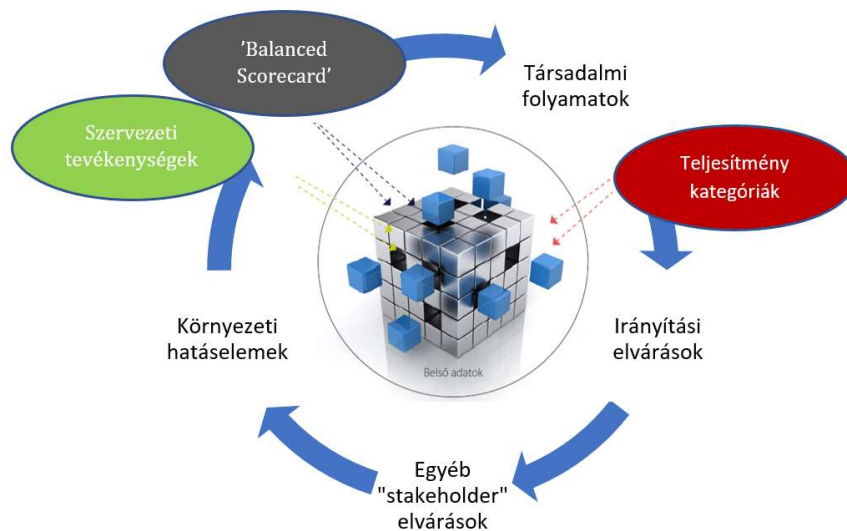 'Balanced
Scorecard'
Szervezeti
tevékenységek
Társadalmi
folyamatok
Teljesítmény
kategóriák
Irányítási
elvárások
Egyéb
"stakeholder"
elvárások
Környezeti
hatáselemek
Belső adatok